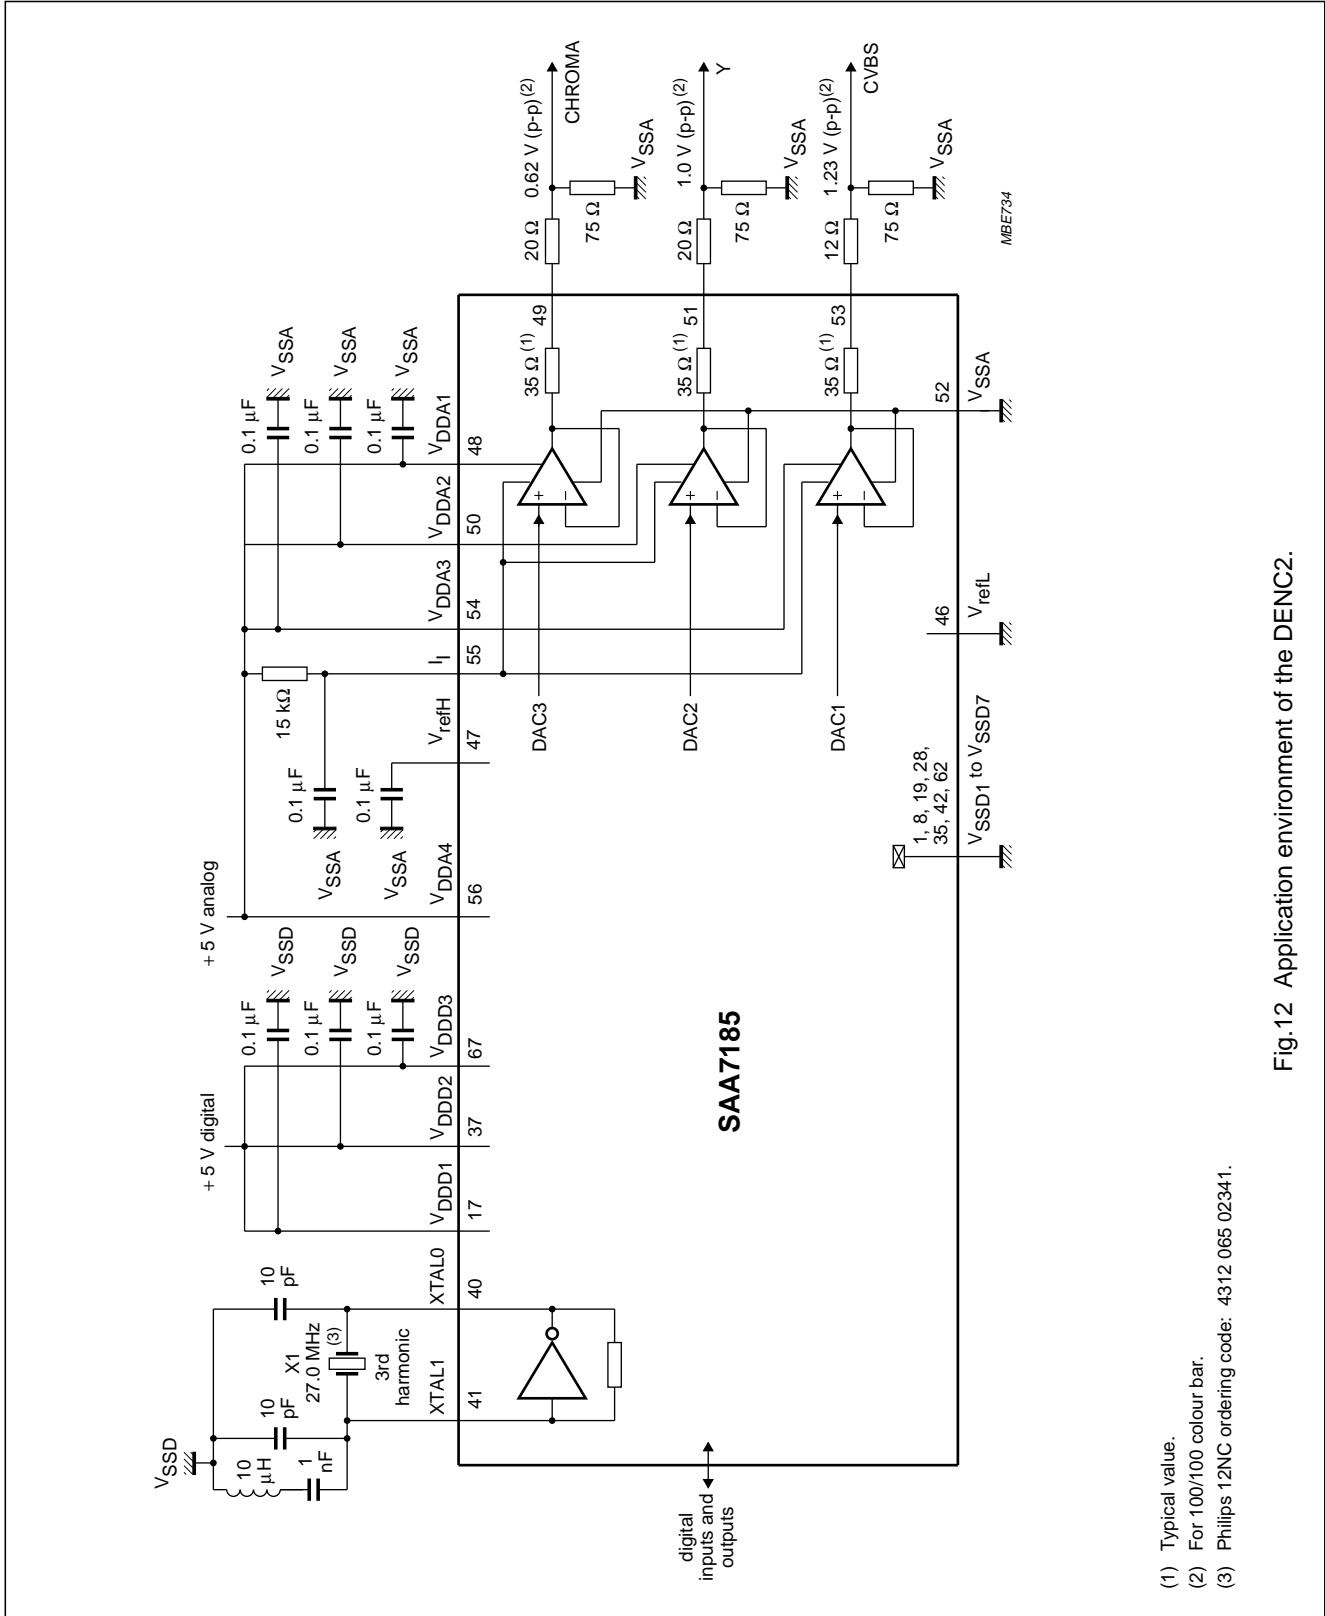 VSSD
10 µH
1 nF
10 pF
10 pF
X1
27.0 MHz
(3)
3rd harmonic
XTAL1
XTAL0
41
40
+ 5 V digital
0.1 µF
VSSD
0.1 µF
VSSD
0.1 µF
VSSD
VDDD1
VDDD2
VDDD3
17
37
67
+ 5 V analog
VDDA4
56
0.1 µF
VSSA
0.1 µF
VSSA
15 kΩ
VrefH
47
II
55
VDDA3
54
VDDA2
50
VDDA1
48
0.1 µF
VSSA
0.1 µF
VSSA
0.1 µF
VSSA
digital
inputs and
outputs
SAA7185
DAC3
+
–
35 Ω (1)
49
20 Ω
75 Ω
VSSA
0.62 V (p-p)(2)
CHROMA
DAC2
+
–
35 Ω (1)
51
20 Ω
75 Ω
VSSA
1.0 V (p-p)(2)
Y
DAC1
+
–
35 Ω (1)
53
12 Ω
75 Ω
VSSA
1.23 V (p-p)(2)
CVBS
1, 8, 19, 28,
35, 42, 62
VSSD1 to VSSD7
46
VrefL
52
VSSA
MBE734
(1) Typical value.
(2) For 100/100 colour bar.
(3) Philips 12NC ordering code: 4312 065 02341.
Fig.12 Application environment of the DENC2.